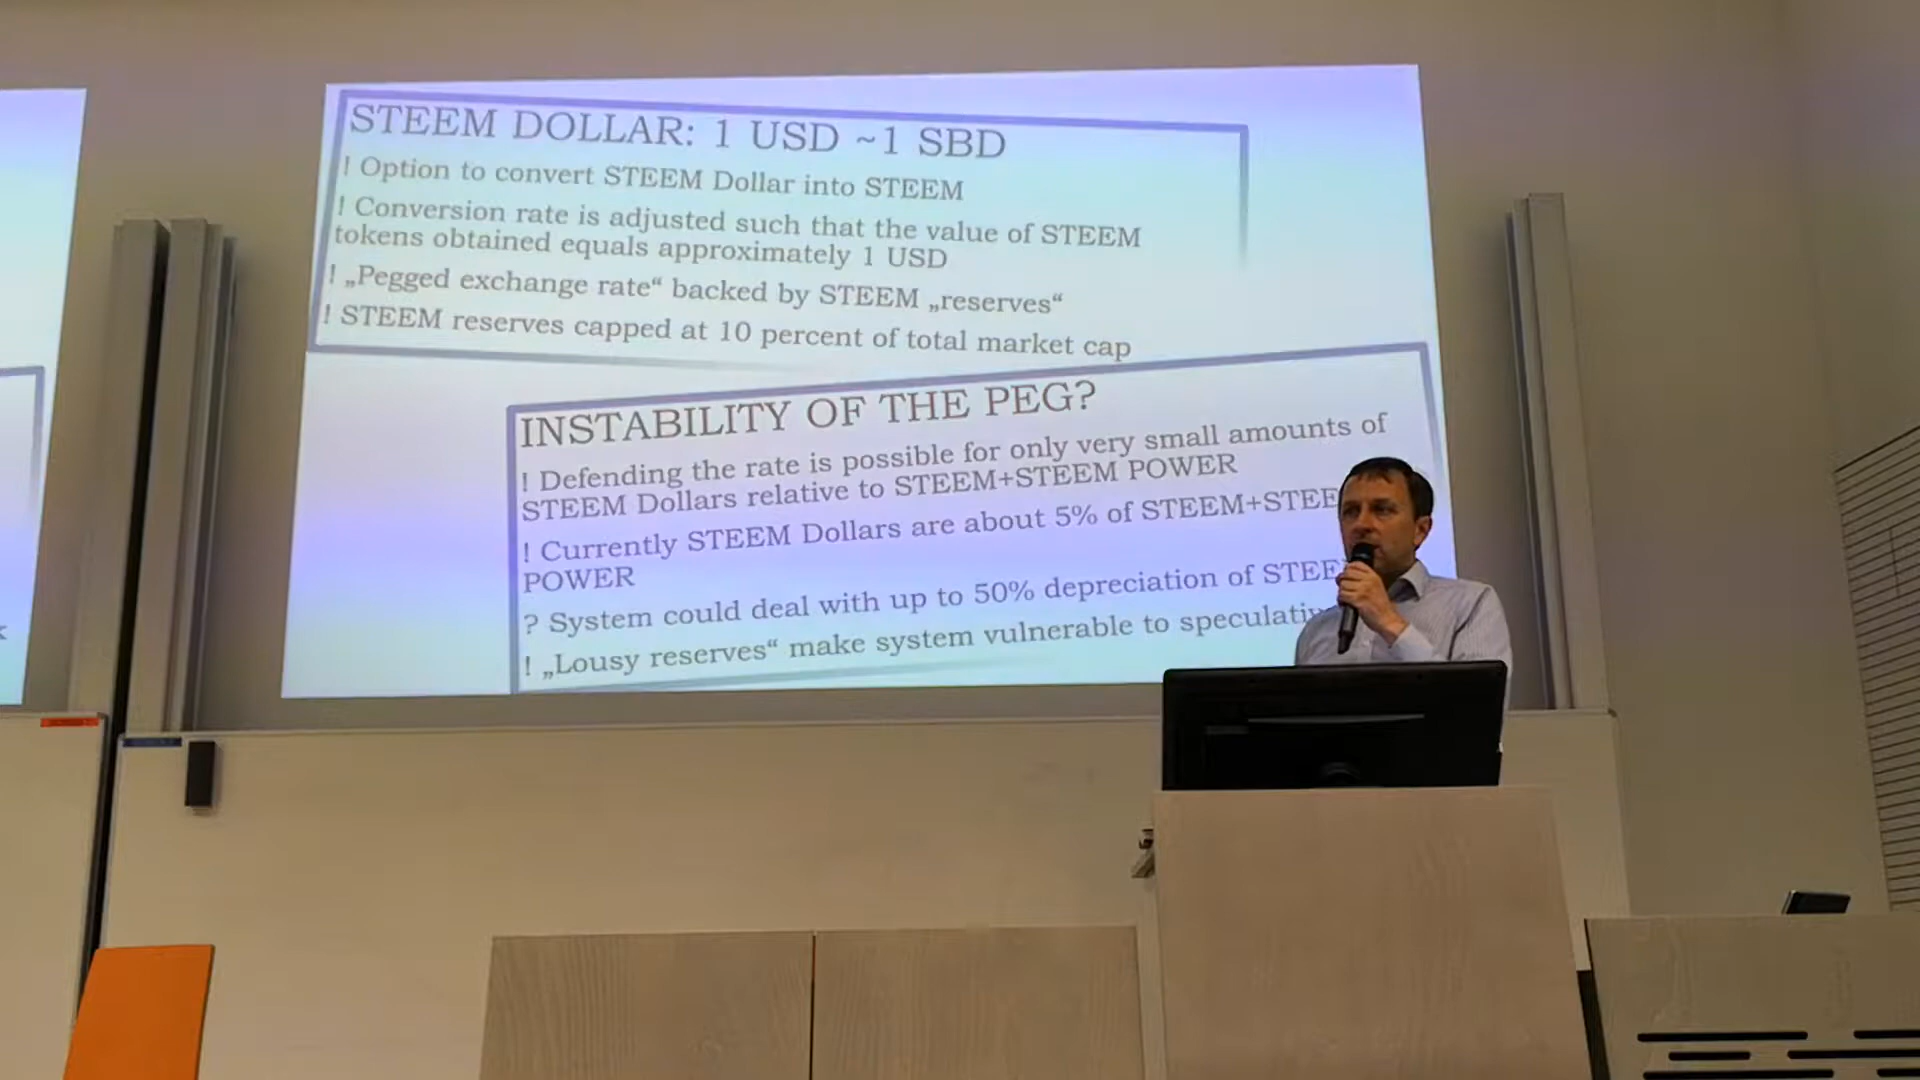 STEEM DOLLAR: 1 USD ~1 SBD
! Option to convert STEEM Dollar into STEEM
! Conversion rate is adjusted such that the value of STEEM
tokens obtained equals approximately 1 USD
! „Pegged exchange rate“ backed by STEEM „reserves“
! STEEM reserves capped at 10 percent of total market cap
INSTABILITY OF THE PEG?
! Defending the rate is possible for only very small amounts of
STEEM Dollars relative to STEEM+STEEM POWER
! Currently STEEM Dollars are about 5% of STEEM+STEE
POWER
? System could deal with up to 50% depreciation of STEE
! „Lousy reserves“ make system vulnerable to speculativ